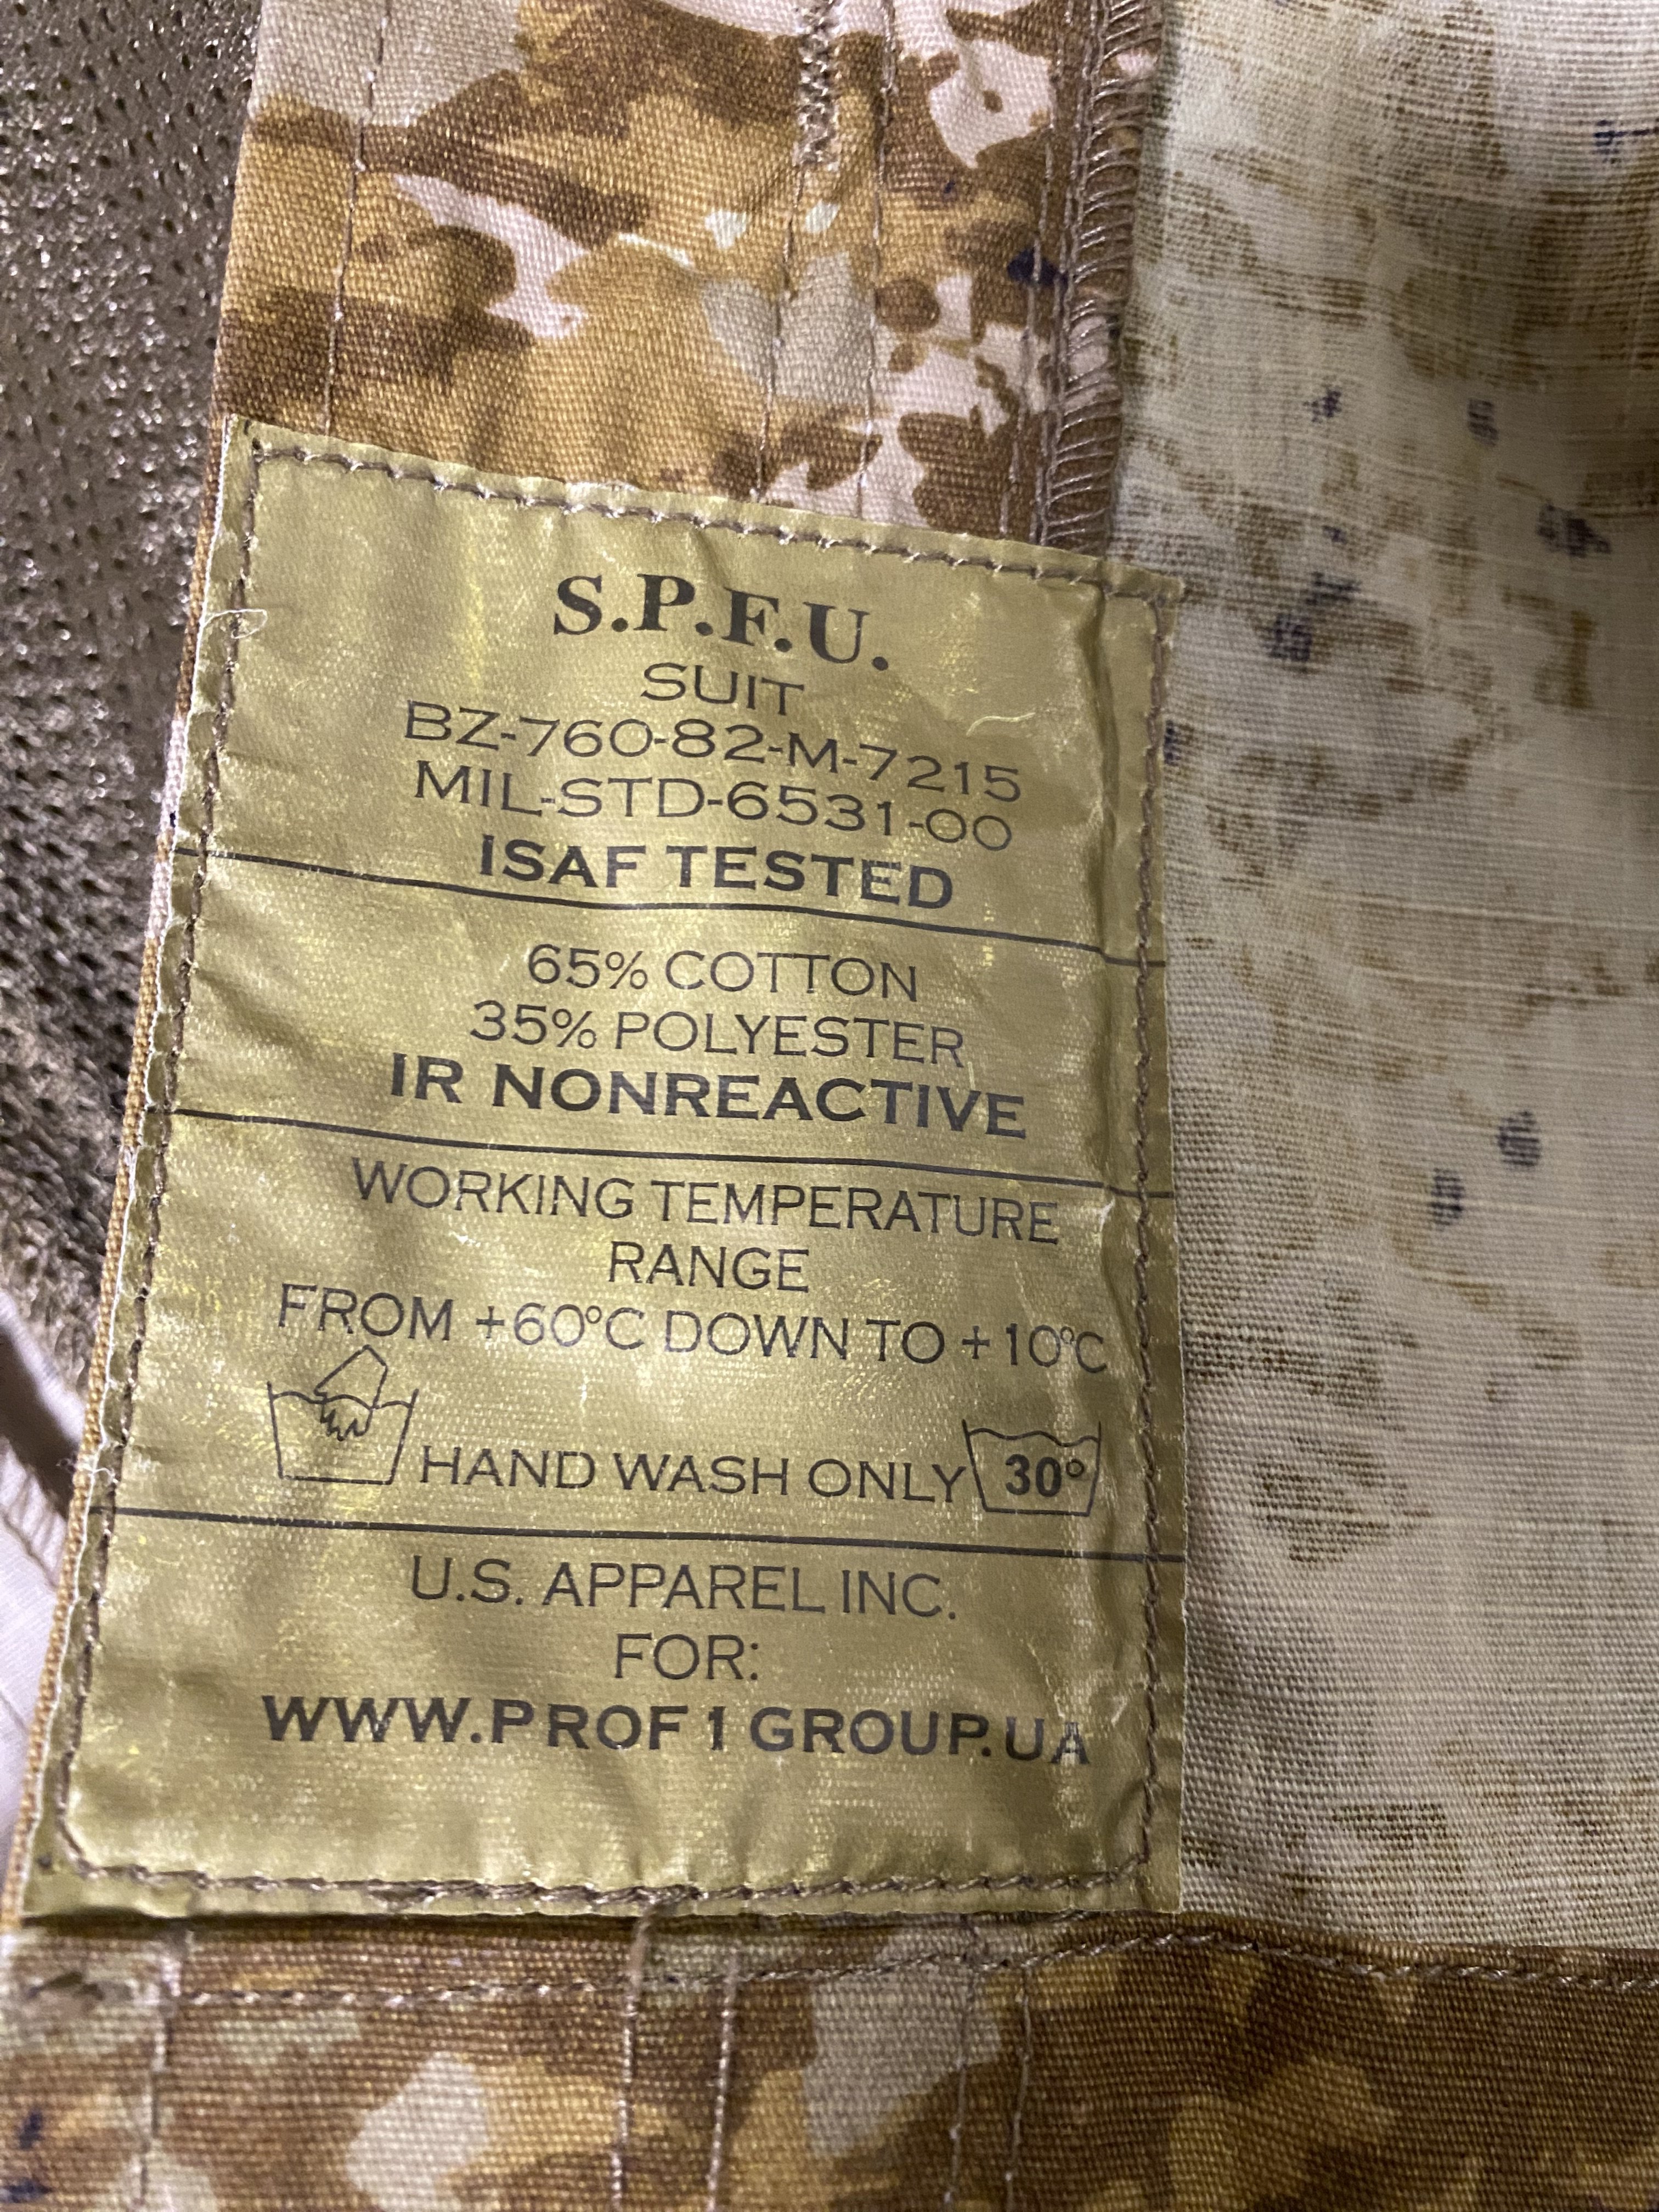 S.P.F.U.
SUIT
BZ-760-82-M-7215
MIL-STD-6531-00
ISAF TESTED
65% COTTON
35% POLYESTER
IR NONREACTIVE
WORKING TEMPERATURE
RANGE
FROM +60°C DOWN TO +10°C
HAND WASH ONLY 30°
U.S. APPAREL INC.
FOR:
WWW.PROF1GROUP.UA